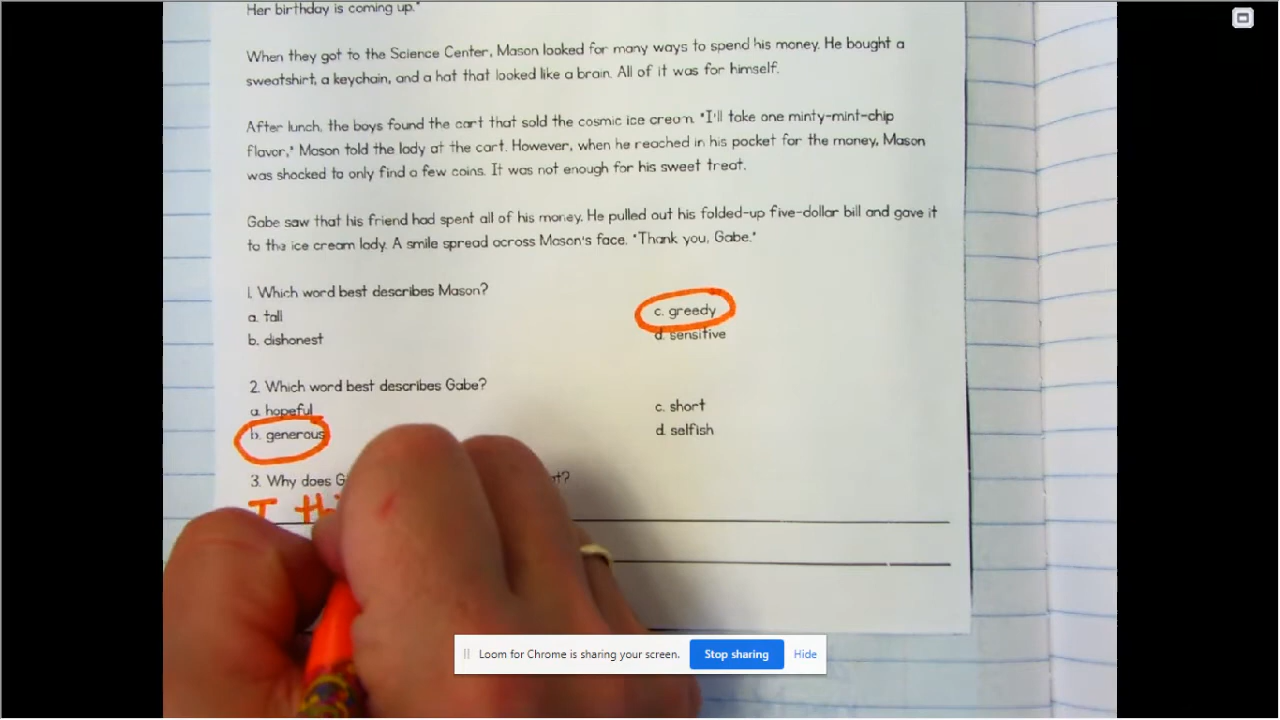 Her birthday is coming up."
When they got to the Science Center, Mason looked for many ways to spend his money. He bought a
sweatshirt, a keychain, and a hat that looked like a brain. All of it was for himself.
After lunch, the boys found the cart that sold the cosmic ice cream. "I'll take one minty-mint-chip
flavor," Mason told the lady at the cart. However, when he reached in his pocket for the money, Mason
was shocked to only find a few coins. It was not enough for his sweet treat.
Gabe saw that his friend had spent all of his money. He pulled out his folded-up five-dollar bill and gave it
to the ice cream lady. A smile spread across Mason's face. "Thank you, Gabe."
1. Which word best describes Mason?
a. tall
b. dishonest
c. greedy
d. sensitive
2. Which word best describes Gabe?
a. hopeful
b. generous
c. short
d. selfish
3. Why does
I
Loom for Chrome is sharing your screen.
Stop sharing
Hide